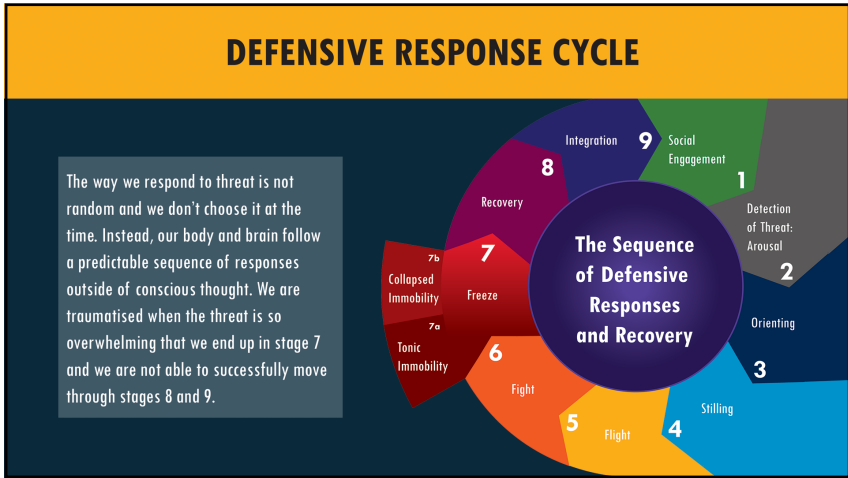 DEFENSIVE RESPONSE CYCLE
The way we respond to threat is not
random and we don't choose it at the
time. Instead, our body and brain follow
a predictable sequence of responses
outside of conscious thought. We are
traumatised when the threat is so
overwhelming that we end up in stage 7
and we are not able to successfully move
through stages 8 and 9.
The Sequence
of Defensive
Responses
and Recovery
Social
Engagement
1
Detection
of Threat:
Arousal
2
Orienting
3
Stilling
4
Flight
5
Fight
6
Freeze
7
7a
Tonic
Immobility
7b
Collapsed
Immobility
Recovery
8
Integration
9